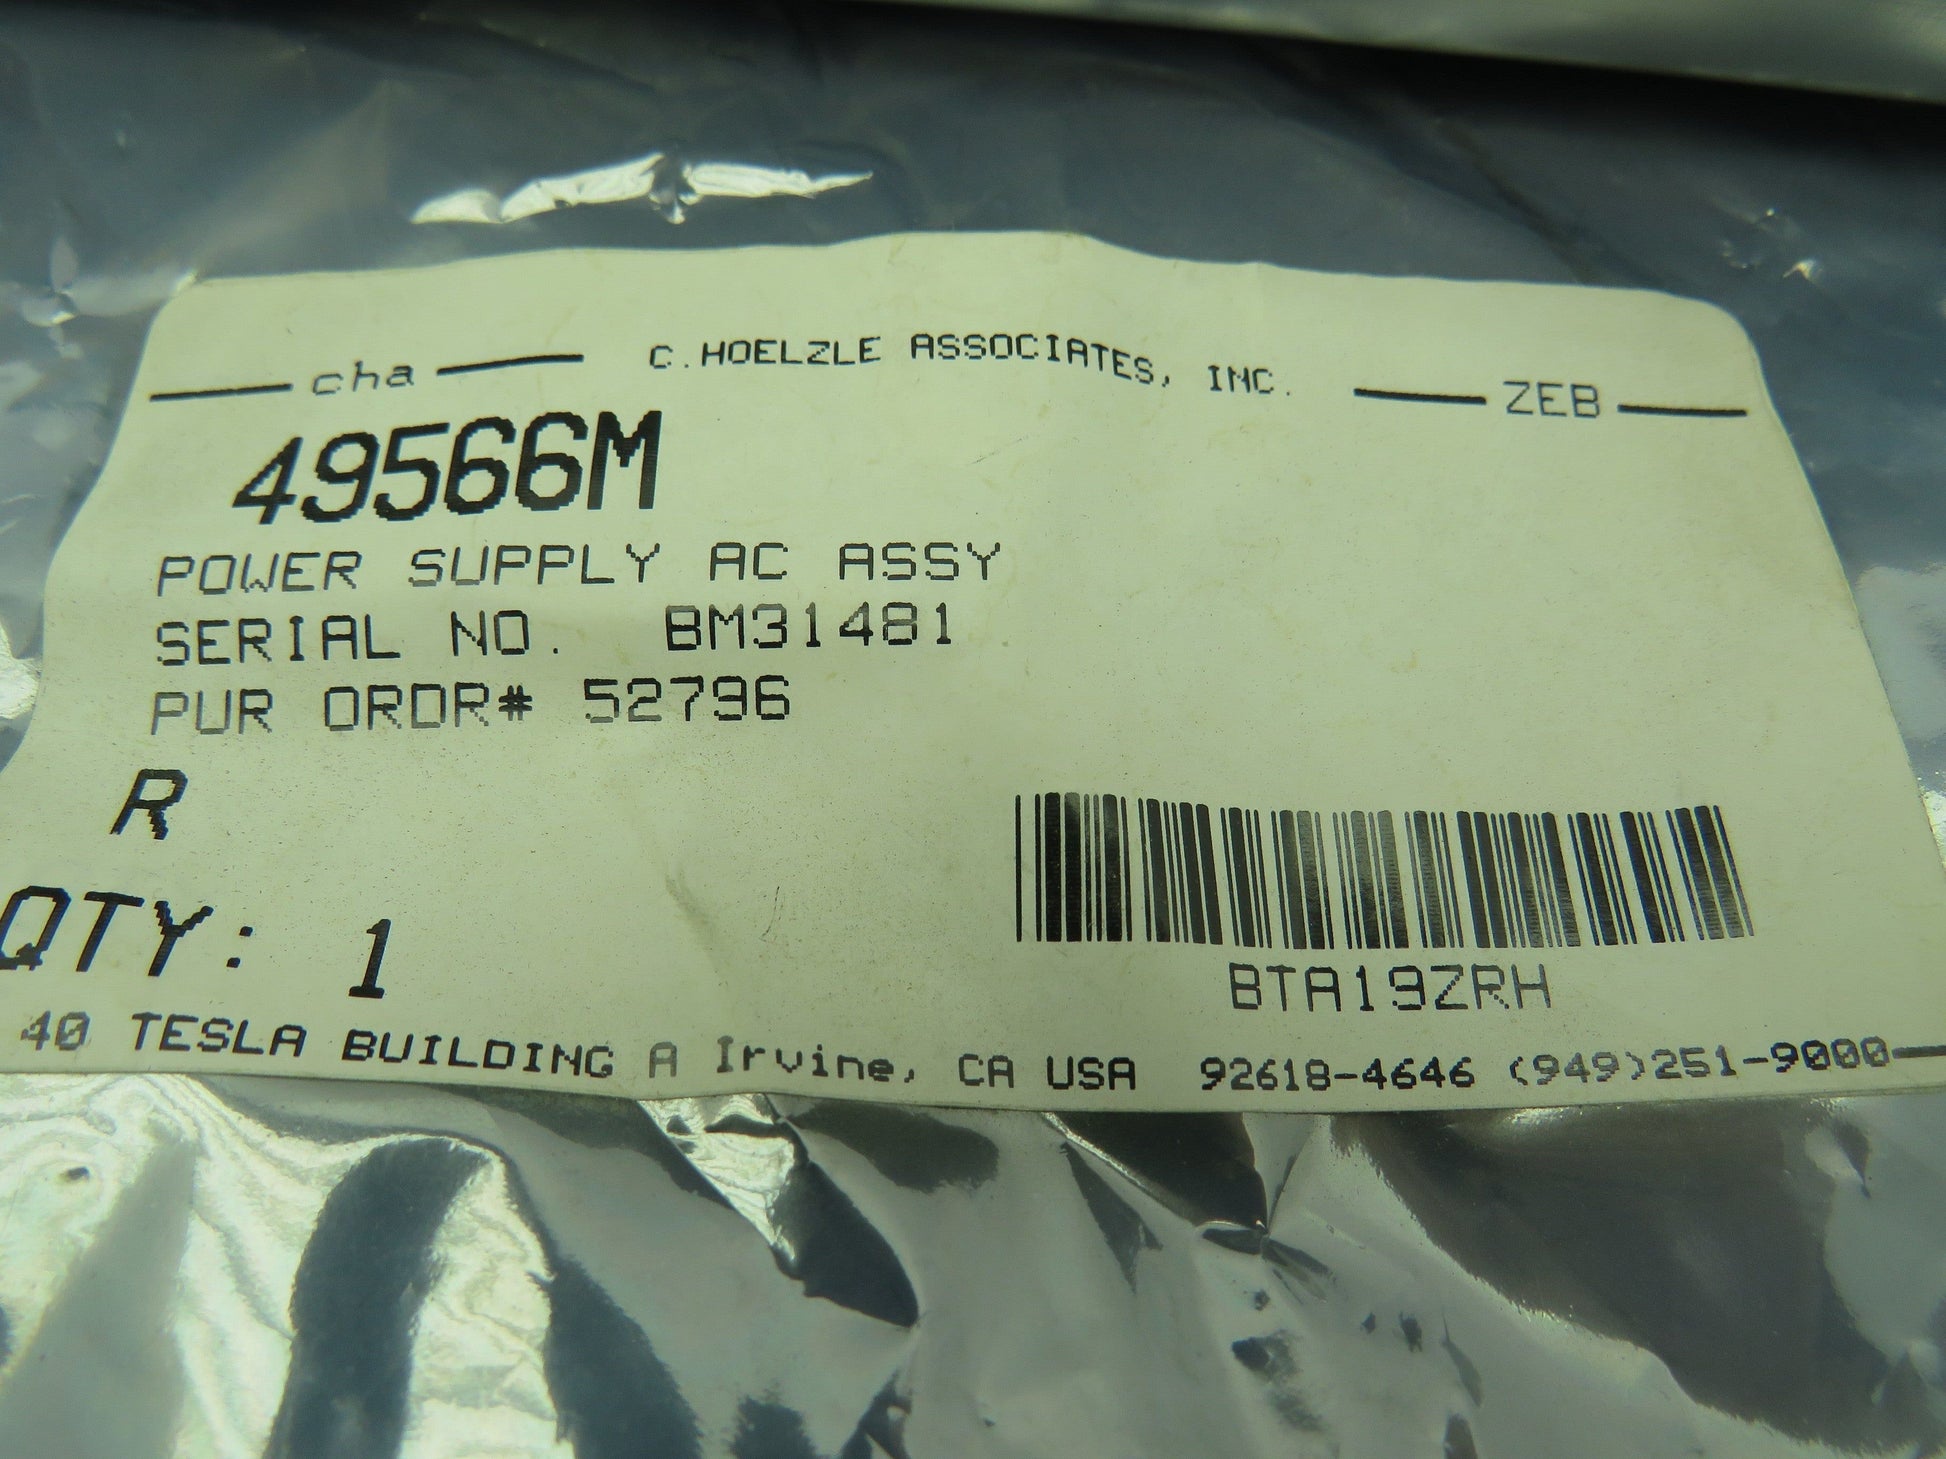 cha C.HOELZLE ASSOCIATES, INC. ZEB
49566M
POWER SUPPLY AC ASSY
SERIAL NO. BM31481
PUR ORDR# 52796
R
QTY: 1
BTA19ZRH
40 TESLA BUILDING A Irvine, CA USA 92618-4646 (949)251-9000